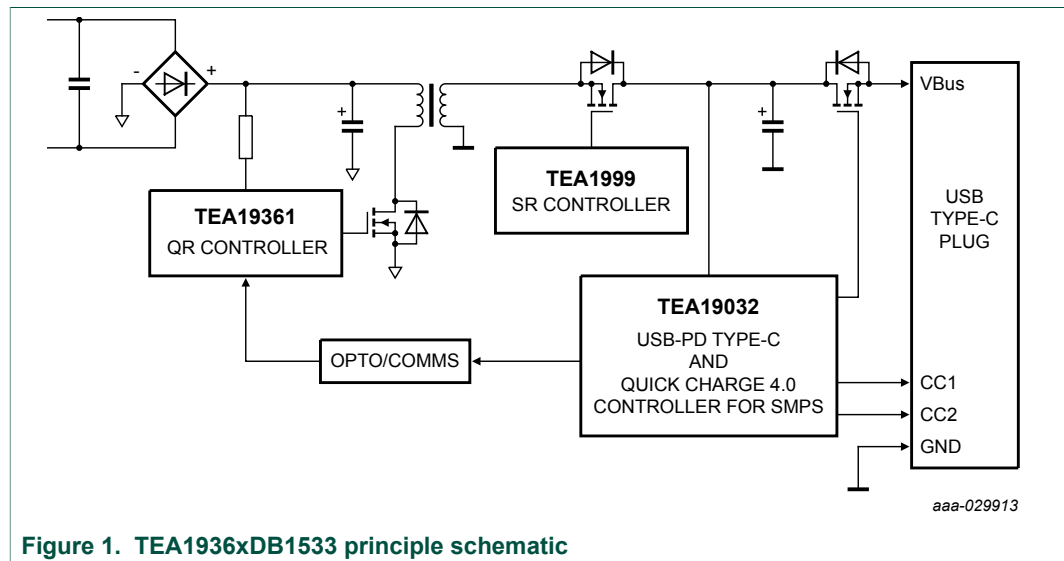 -
+
+
+
VBus
TEA1999
SR CONTROLLER
TEA19361
QR CONTROLLER
USB
TYPE-C
PLUG
TEA19032
USB-PD TYPE-C
AND
QUICK CHARGE 4.0
CONTROLLER FOR SMPS
OPTO/COMMS
CC1
CC2
GND
aaa-029913
Figure 1. TEA1936xDB1533 principle schematic